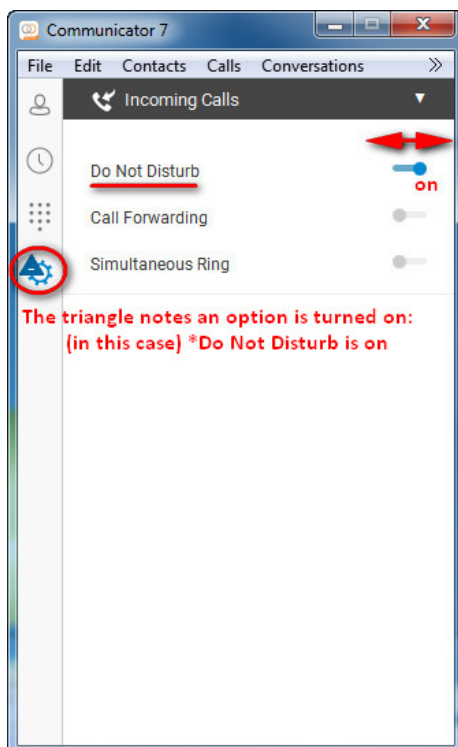 Communicator 7
File Edit Contacts Calls Conversations »
Incoming Calls
Do Not Disturb
on
Call Forwarding
Simultaneous Ring
The triangle notes an option is turned on:
(in this case) *Do Not Disturb is on